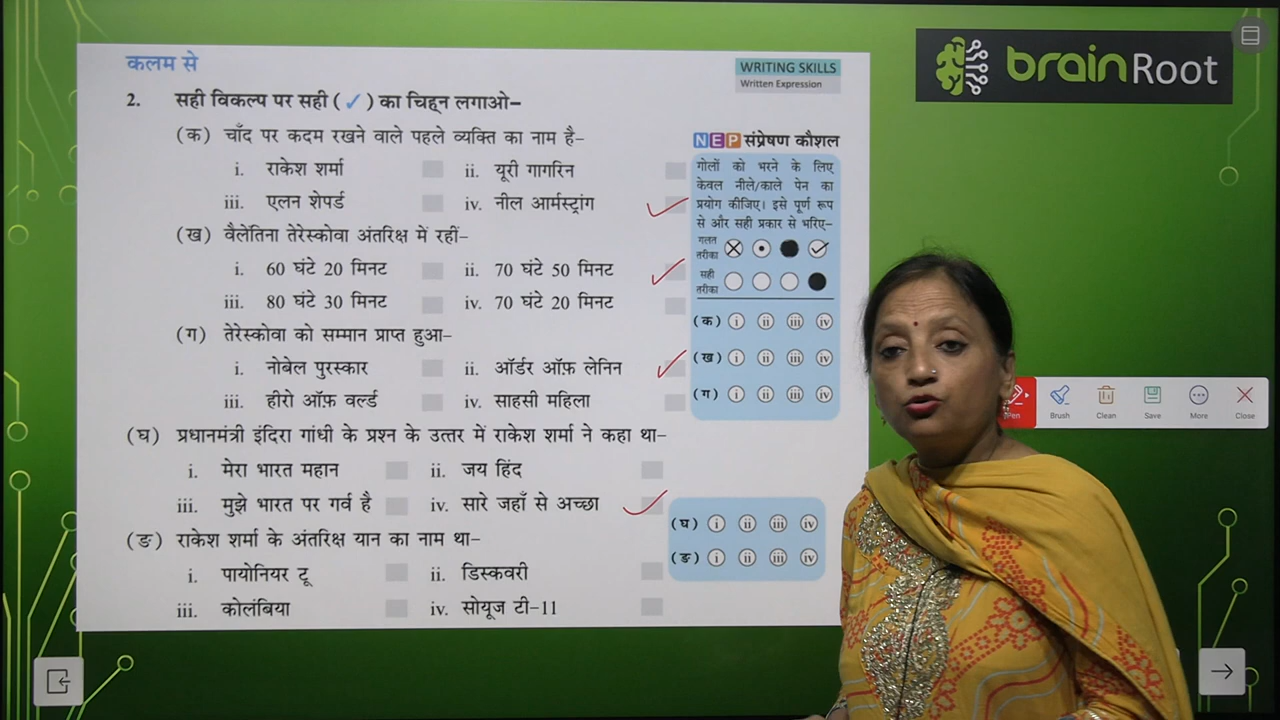 कलम से
WRITING SKILLS
Written Expression
2. सही विकल्प पर सही (✓) का चिह्न लगाओ–
(क) चाँद पर कदम रखने वाले पहले व्यक्ति का नाम है–
i. राकेश शर्मा ii. यूरी गागरिन
iii. एलन शेपर्ड iv. नील आर्मस्ट्रांग
(ख) वैलेंतिना तेरेस्कोवा अंतरिक्ष में रहीं–
i. 60 घंटे 20 मिनट ii. 70 घंटे 50 मिनट
iii. 80 घंटे 30 मिनट iv. 70 घंटे 20 मिनट
(ग) तेरेस्कोवा को सम्मान प्राप्त हुआ–
i. नोबेल पुरस्कार ii. ऑर्डर ऑफ़ लेनिन
iii. हीरो ऑफ़ वर्ल्ड iv. साहसी महिला
(घ) प्रधानमंत्री इंदिरा गांधी के प्रश्न के उत्तर में राकेश शर्मा ने कहा था–
i. मेरा भारत महान ii. जय हिंद
iii. मुझे भारत पर गर्व है iv. सारे जहाँ से अच्छा
(ङ) राकेश शर्मा के अंतरिक्ष यान का नाम था–
i. पायोनियर टू ii. डिस्कवरी
iii. कोलंबिया iv. सोयूज टी-11
NEP संप्रेषण कौशल
गोलों को भरने के लिए
केवल नीले/काले पेन का
प्रयोग कीजिए। इसे पूर्ण रूप
से और सही प्रकार से भरिए–
गलत
तरीका
सही
तरीका
(क) i ii iii iv
(ख) i ii iii iv
(ग) i ii iii iv
(घ) i ii iii iv
(ङ) i ii iii iv
brainRoot
Pen Brush Clean Save More Close